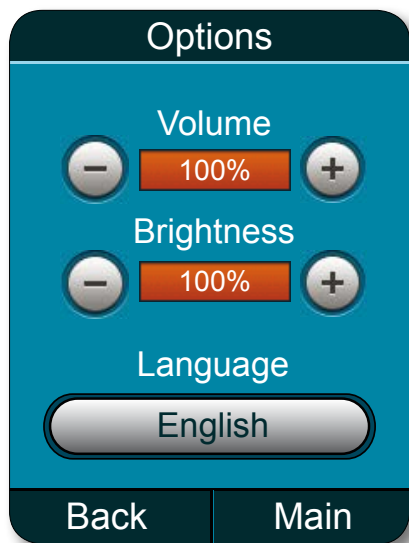 Options
Volume
− 100% +
Brightness
− 100% +
Language
English
Back Main